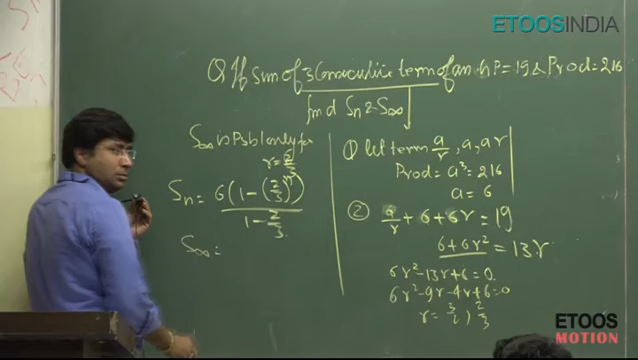 ETOOSINDIA
Q If Sum of 3 Consecutive term of an h P = 19 & Prod = 216
find Sn & S∞
S∞ is Psbl only for
r = 2/3
Sn = 6(1-(2/3)^n) / 1-2/3
S∞ =
① let term a/r, a, ar
Prod = a³ = 216
a = 6
② a/r + 6 + 6r = 19
6+6r² = 13r
6r²-13r+6=0
6r²-9r-4r+6=0
r = 3/2, 2/3
ETOOS
MOTION